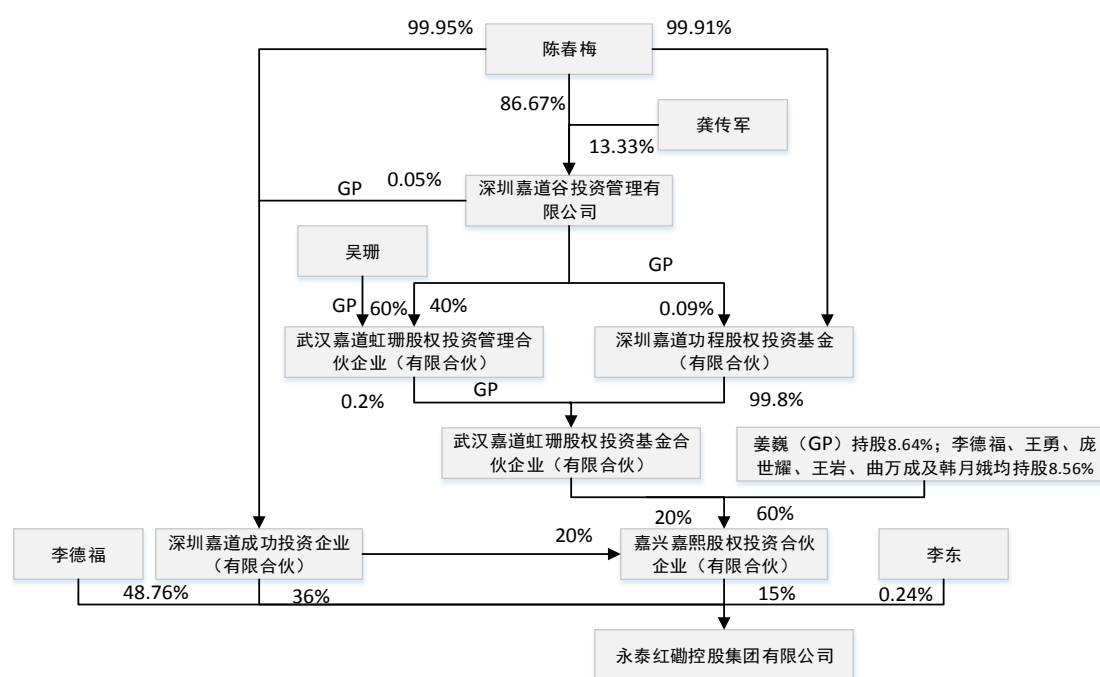 99.95%
陈春梅
99.91%
86.67%
龚传军
13.33%
GP
0.05%
深圳嘉道谷投资管理有
限公司
吴珊
GP
GP
60%
40%
0.09%
武汉嘉道虹珊股权投资管理合
伙企业（有限合伙）
深圳嘉道功程股权投资基金
（有限合伙）
0.2%
GP
99.8%
武汉嘉道虹珊股权投资基金合
伙企业（有限合伙）
姜巍（GP）持股8.64%；李德福、王勇、庞
世耀、王岩、曲万成及韩月娥均持股8.56%
20%
60%
李德福
深圳嘉道成功投资企业
（有限合伙）
20%
嘉兴嘉熙股权投资合伙
企业（有限合伙）
李东
48.76%
36%
15%
0.24%
永泰红磡控股集团有限公司